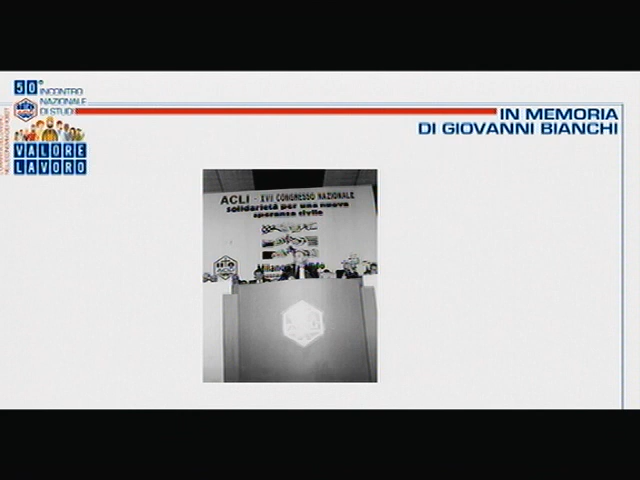 50°
INCONTRO
NAZIONALE
DI STUDI
VALORE
LAVORO
IN MEMORIA
DI GIOVANNI BIANCHI
ACLI - XVI CONGRESSO NAZIONALE
solidarietà per una nuova
speranza civile